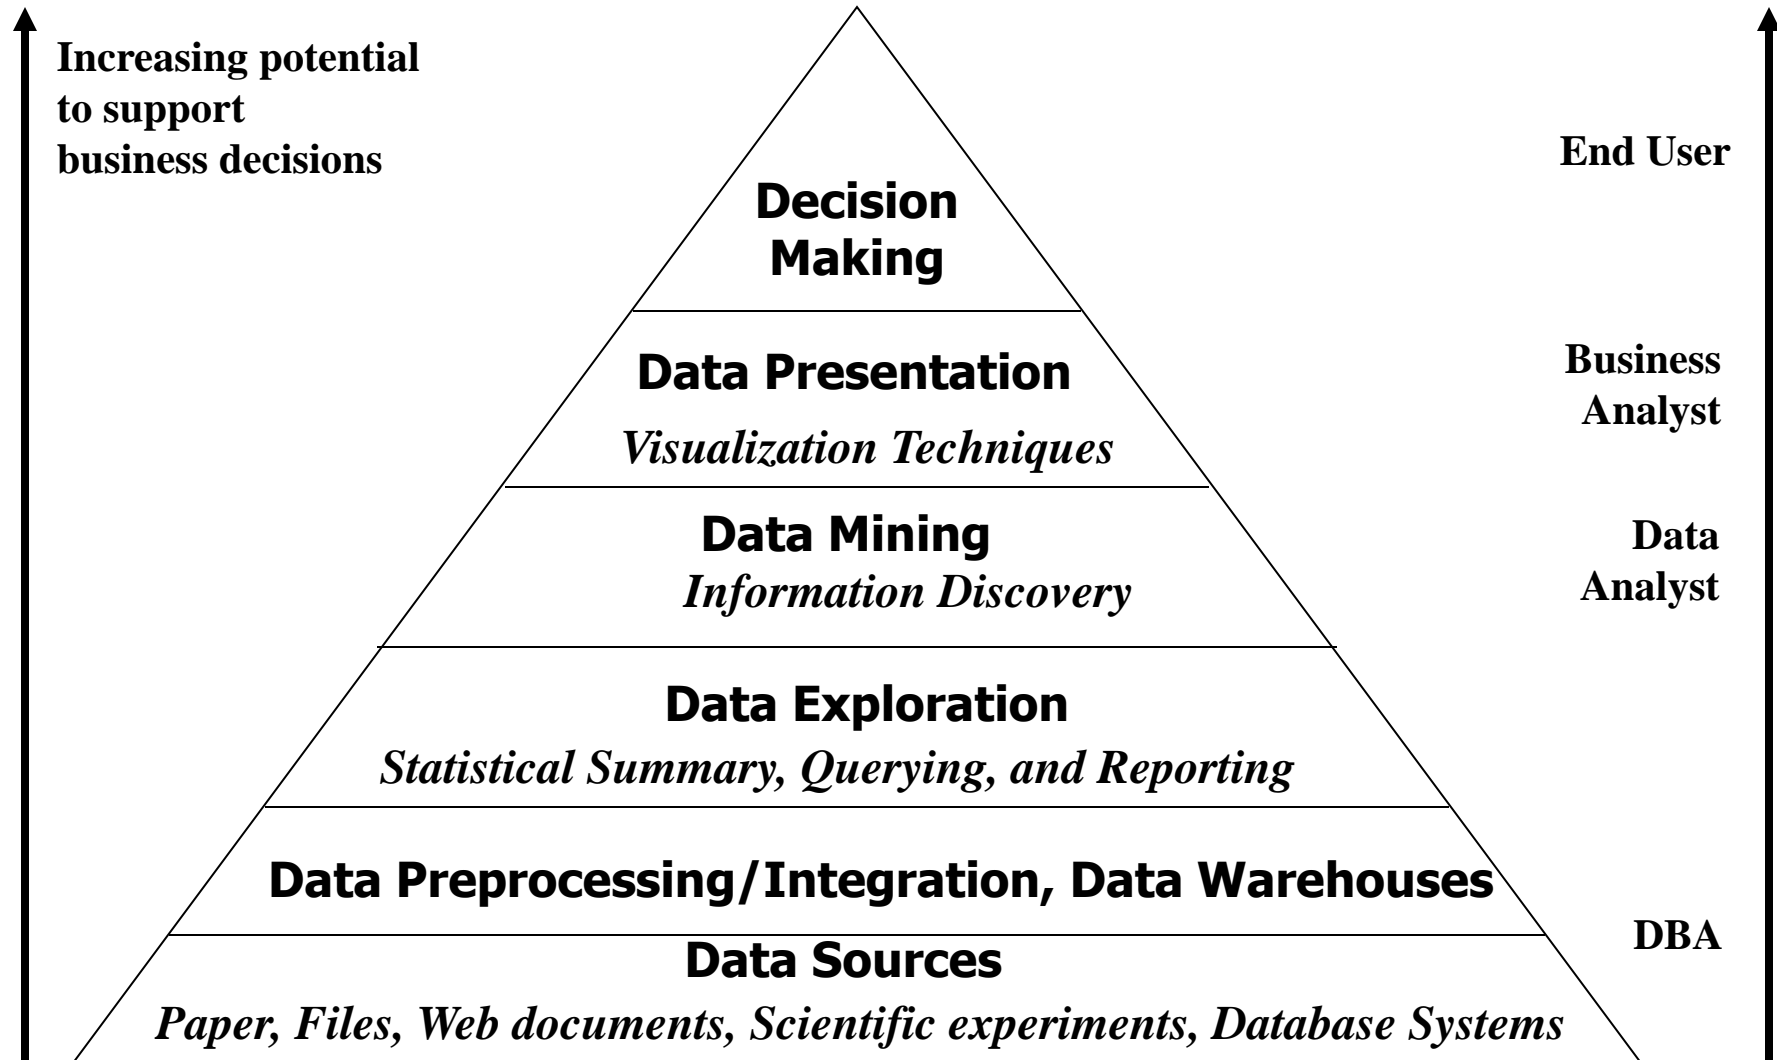 Increasing potential
to support
business decisions
End User
Decision
Making
Business
Analyst
Data Presentation
Visualization Techniques
Data Mining
Information Discovery
Data
Analyst
Data Exploration
Statistical Summary, Querying, and Reporting
Data Preprocessing/Integration, Data Warehouses
DBA
Data Sources
Paper, Files, Web documents, Scientific experiments, Database Systems